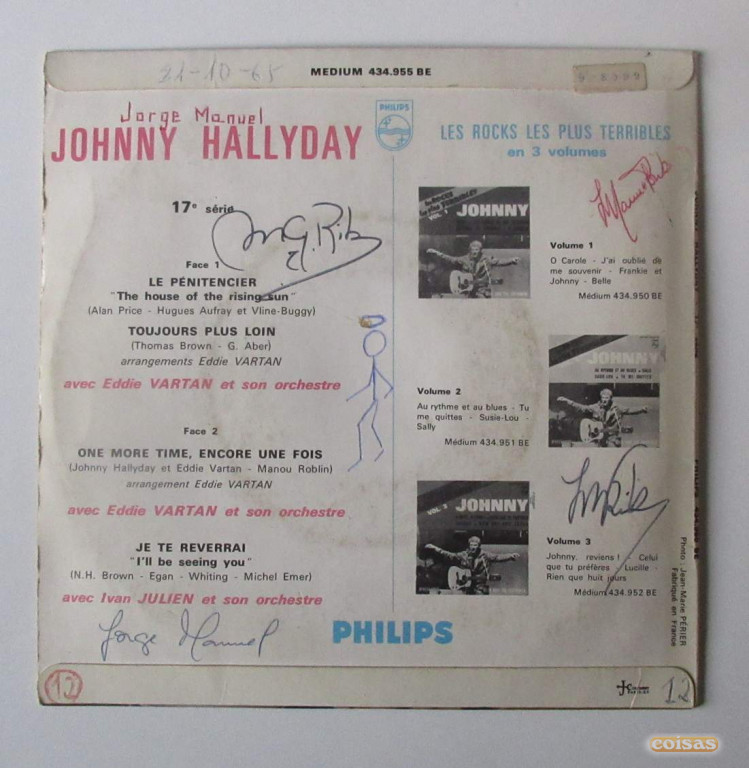 21-10-65
MEDIUM 434.955 BE
Jorge Manuel
JOHNNY HALLYDAY
17e série
Face 1
LE PÉNITENCIER
"The house of the rising sun"
(Alan Price - Hugues Aufray et Vline-Buggy)
TOUJOURS PLUS LOIN
(Thomas Brown - G. Aber)
arrangements Eddie VARTAN
avec Eddie VARTAN et son orchestre
Face 2
ONE MORE TIME, ENCORE UNE FOIS
(Johnny Hallyday et Eddie Vartan - Manou Roblin)
arrangement Eddie VARTAN
avec Eddie VARTAN et son orchestre
JE TE REVERRAI
"I'll be seeing you"
(N.H. Brown - Egan - Whiting - Michel Emer)
avec Ivan JULIEN et son orchestre
Jorge Manuel
12
PHILIPS
LES ROCKS LES PLUS TERRIBLES
en 3 volumes
VOL. 1
JOHNNY
Volume 1
O Carole - J'ai oublié de
me souvenir - Frankie et
Johnny - Belle
Médium 434.950 BE
JOHNNY
Volume 2
Au rythme et au blues - Tu
me quittes - Susie-Lou -
Sally
Médium 434.951 BE
VOL. 3
JOHNNY
Volume 3
Johnny, reviens ! - Celui
que tu préfères - Lucille -
Rien que huit jours
Médium 434.952 BE
PHILIPS
Photo : Jean-Marie PÉRIER
Fabriqué en France
12
coisas